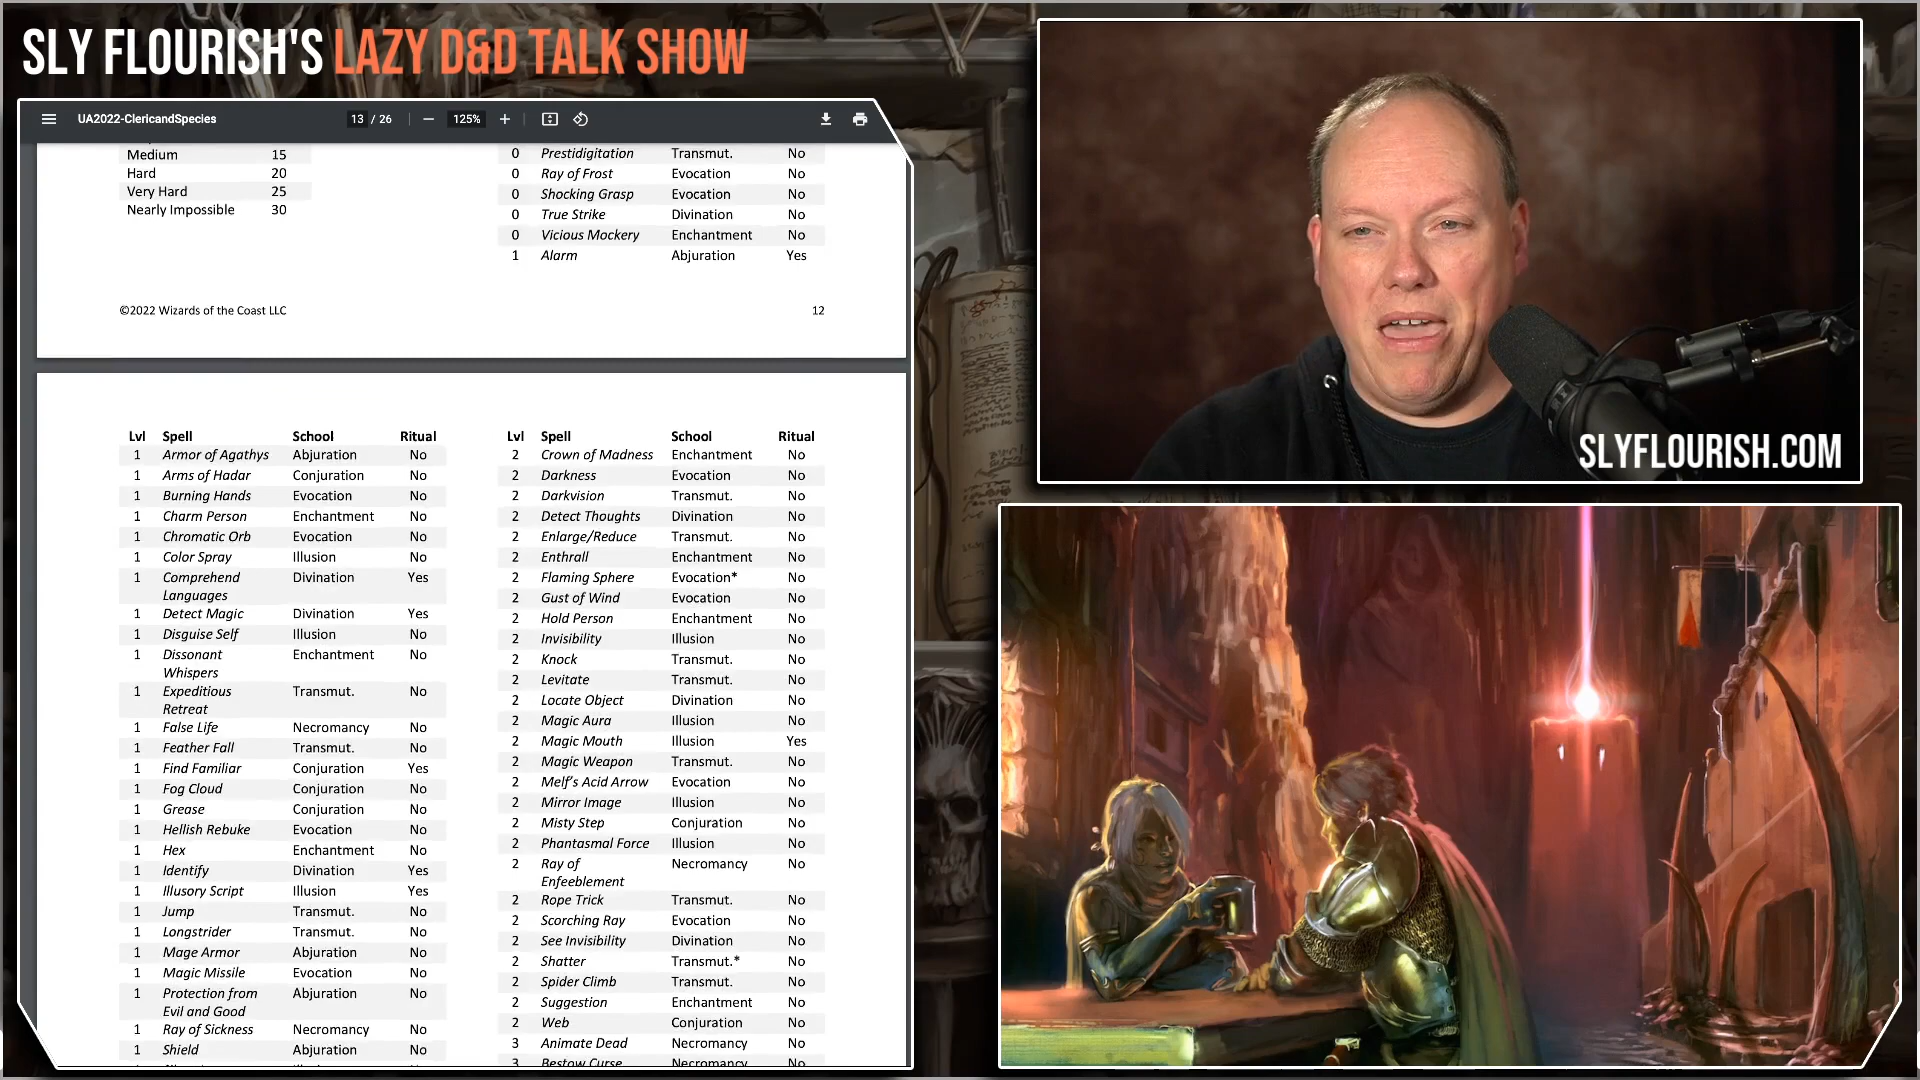 SLY FLOURISH'S LAZY D&D TALK SHOW
UA2022-ClericandSpecies 13 / 26 125%
Medium 15
Hard 20
Very Hard 25
Nearly Impossible 30
0 Prestidigitation Transmut. No
0 Ray of Frost Evocation No
0 Shocking Grasp Evocation No
0 True Strike Divination No
0 Vicious Mockery Enchantment No
1 Alarm Abjuration Yes
©2022 Wizards of the Coast LLC 12
Lvl Spell School Ritual
1 Armor of Agathys Abjuration No
1 Arms of Hadar Conjuration No
1 Burning Hands Evocation No
1 Charm Person Enchantment No
1 Chromatic Orb Evocation No
1 Color Spray Illusion No
1 Comprehend Divination Yes
Languages
1 Detect Magic Divination Yes
1 Disguise Self Illusion No
1 Dissonant Enchantment No
Whispers
1 Expeditious Transmut. No
Retreat
1 False Life Necromancy No
1 Feather Fall Transmut. No
1 Find Familiar Conjuration Yes
1 Fog Cloud Conjuration No
1 Grease Conjuration No
1 Hellish Rebuke Evocation No
1 Hex Enchantment No
1 Identify Divination Yes
1 Illusory Script Illusion Yes
1 Jump Transmut. No
1 Longstrider Transmut. No
1 Mage Armor Abjuration No
1 Magic Missile Evocation No
1 Protection from Abjuration No
Evil and Good
1 Ray of Sickness Necromancy No
1 Shield Abjuration No
Lvl Spell School Ritual
2 Crown of Madness Enchantment No
2 Darkness Evocation No
2 Darkvision Transmut. No
2 Detect Thoughts Divination No
2 Enlarge/Reduce Transmut. No
2 Enthrall Enchantment No
2 Flaming Sphere Evocation* No
2 Gust of Wind Evocation No
2 Hold Person Enchantment No
2 Invisibility Illusion No
2 Knock Transmut. No
2 Levitate Transmut. No
2 Locate Object Divination No
2 Magic Aura Illusion No
2 Magic Mouth Illusion Yes
2 Magic Weapon Transmut. No
2 Melf's Acid Arrow Evocation No
2 Mirror Image Illusion No
2 Misty Step Conjuration No
2 Phantasmal Force Illusion No
2 Ray of Necromancy No
Enfeeblement
2 Rope Trick Transmut. No
2 Scorching Ray Evocation No
2 See Invisibility Divination No
2 Shatter Transmut.* No
2 Spider Climb Transmut. No
2 Suggestion Enchantment No
2 Web Conjuration No
3 Animate Dead Necromancy No
3 Bestow Curse Necromancy No
SLYFLOURISH.COM